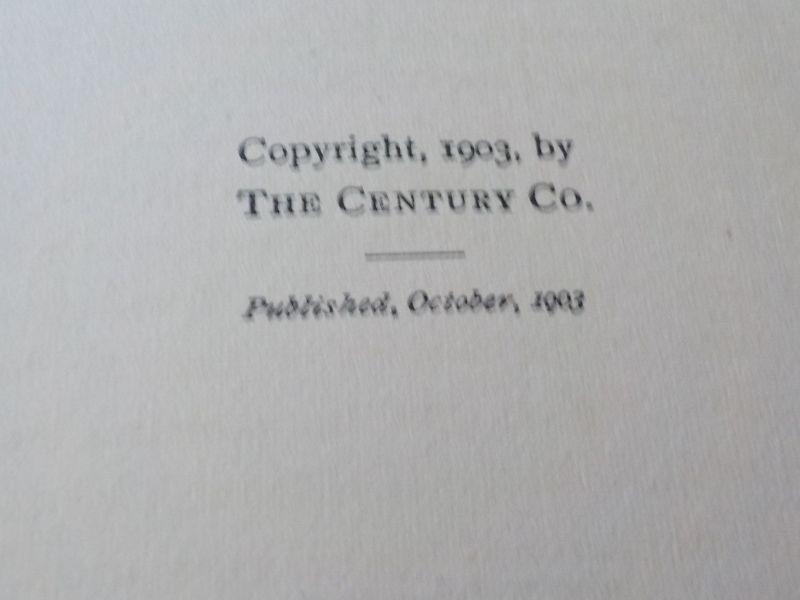 Copyright, 1903, by
THE CENTURY CO.
Published, October, 1903